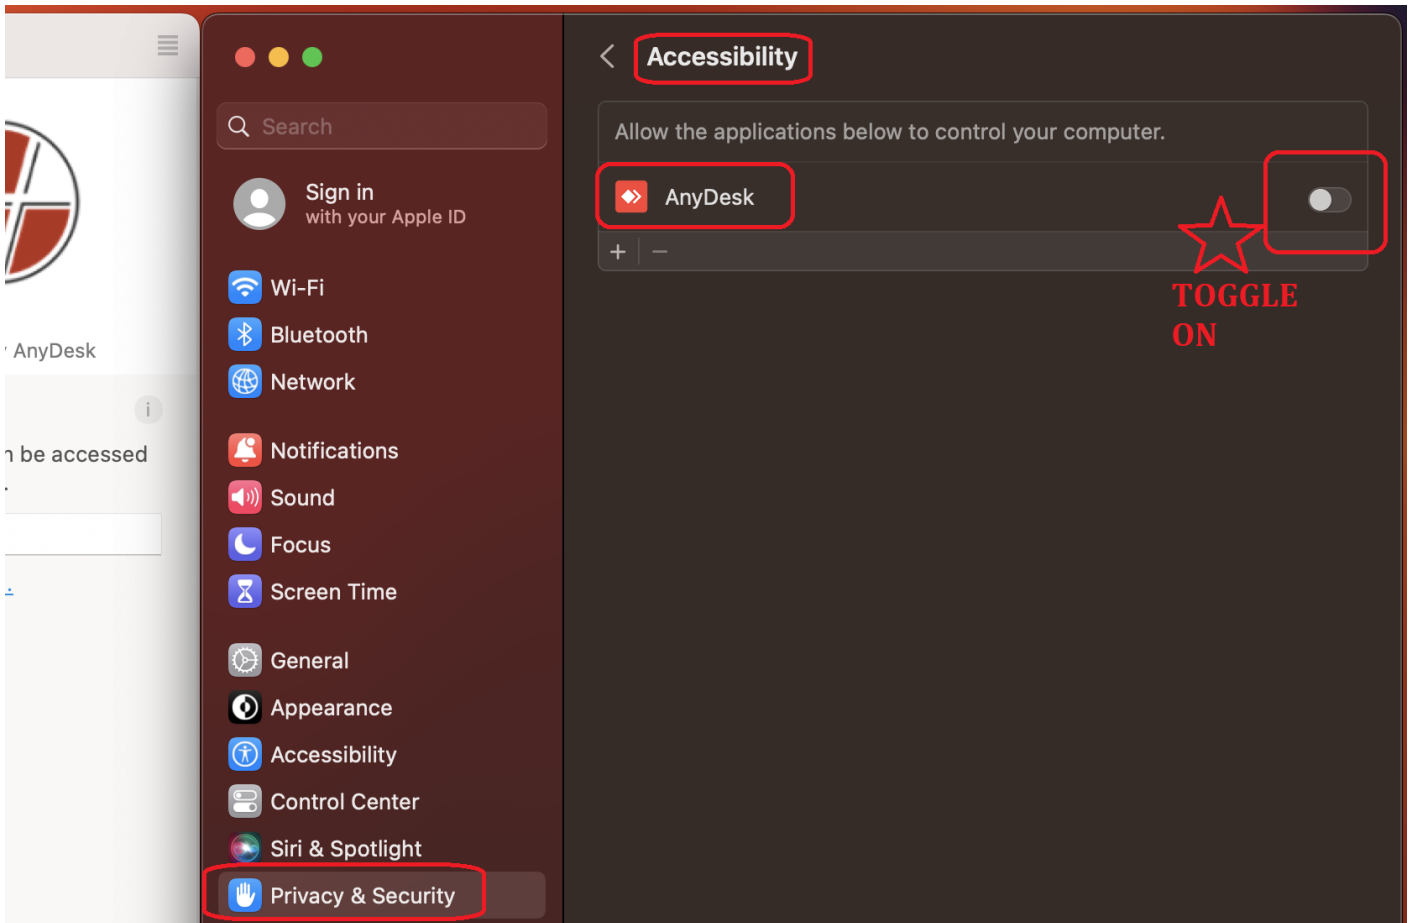 AnyDesk
n be accessed
.
.
Search
Sign in
with your Apple ID
Wi-Fi
Bluetooth
Network
Notifications
Sound
Focus
Screen Time
General
Appearance
Accessibility
Control Center
Siri & Spotlight
Privacy & Security
Accessibility
Allow the applications below to control your computer.
AnyDesk
+ −
TOGGLE
ON